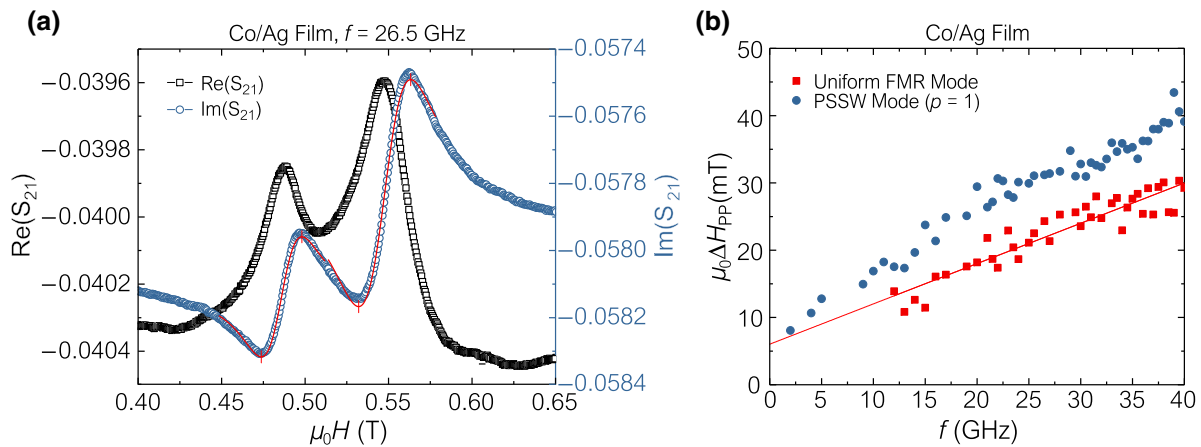 (a)
Co/Ag Film, f = 26.5 GHz
Re(S21)
Im(S21)
−0.0396
−0.0398
−0.0400
−0.0402
−0.0404
Re(S21)
−0.0574
−0.0576
−0.0578
−0.0580
−0.0582
−0.0584
Im(S21)
0.40 0.45 0.50 0.55 0.60 0.65
μ0H (T)
(b)
Co/Ag Film
Uniform FMR Mode
PSSW Mode (p = 1)
50
40
30
20
10
0
μ0ΔHPP(mT)
0 5 10 15 20 25 30 35 40
f (GHz)